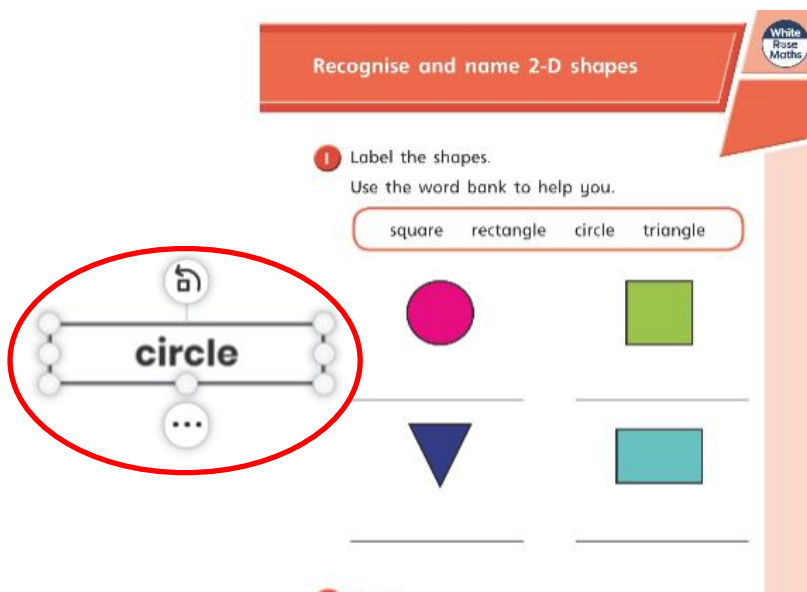 White
Rose
Maths
Recognise and name 2-D shapes
1 Label the shapes.
Use the word bank to help you.
square rectangle circle triangle
circle